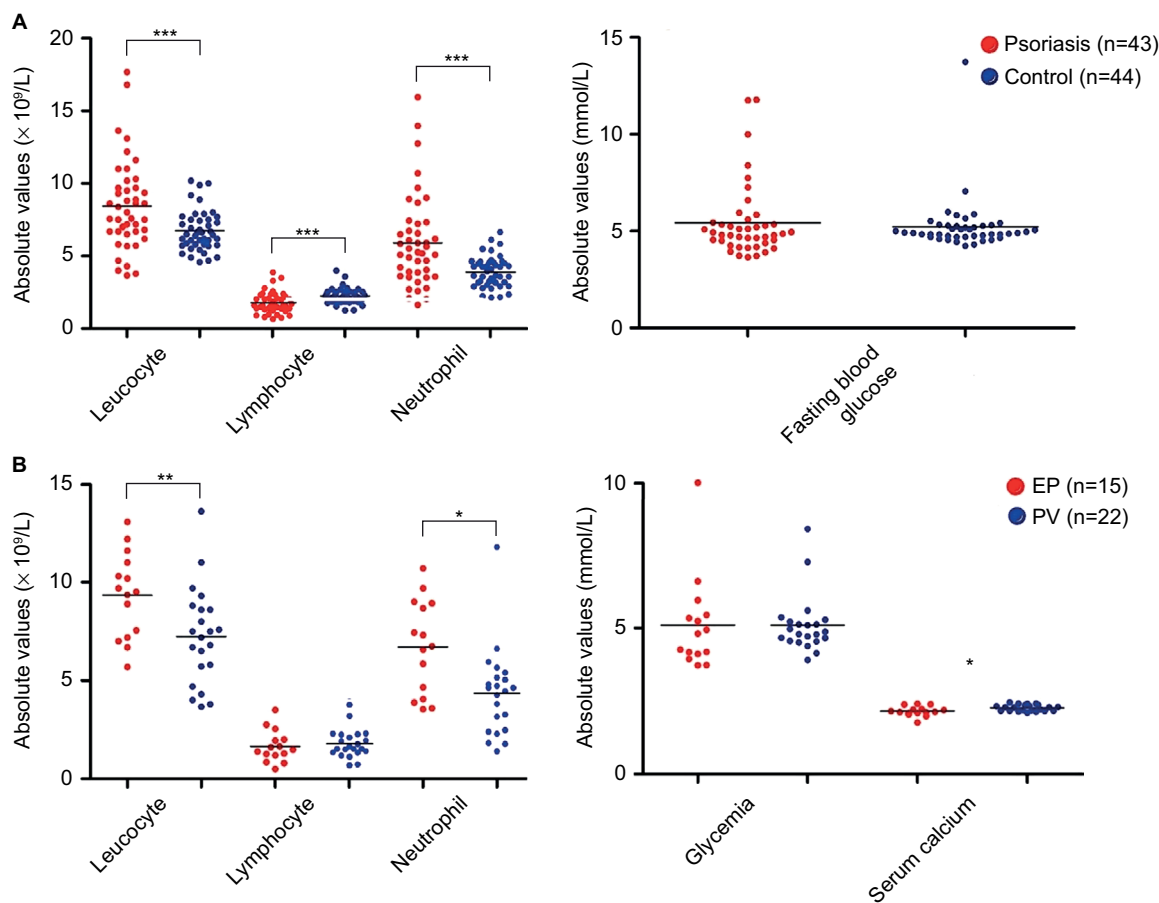 A
Absolute values (× 10⁹/L)
20
15
10
5
0
***
***
***
Leucocyte
Lymphocyte
Neutrophil
Absolute values (mmol/L)
15
10
5
0
Psoriasis (n=43)
Control (n=44)
Fasting blood
glucose
B
Absolute values (× 10⁹/L)
15
10
5
0
**
*
Leucocyte
Lymphocyte
Neutrophil
Absolute values (mmol/L)
10
5
0
EP (n=15)
PV (n=22)
*
Glycemia
Serum calcium